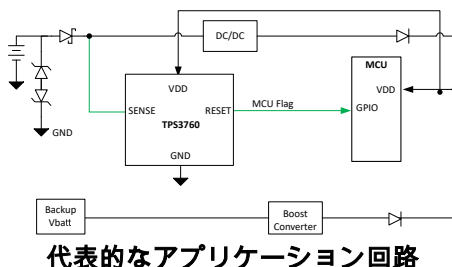 DC/DC
MCU
VDD
VDD
SENSE
RESET
MCU Flag
GPIO
TPS3760
GND
GND
Backup
Vbatt
Boost
Converter
代表的なアプリケーション回路